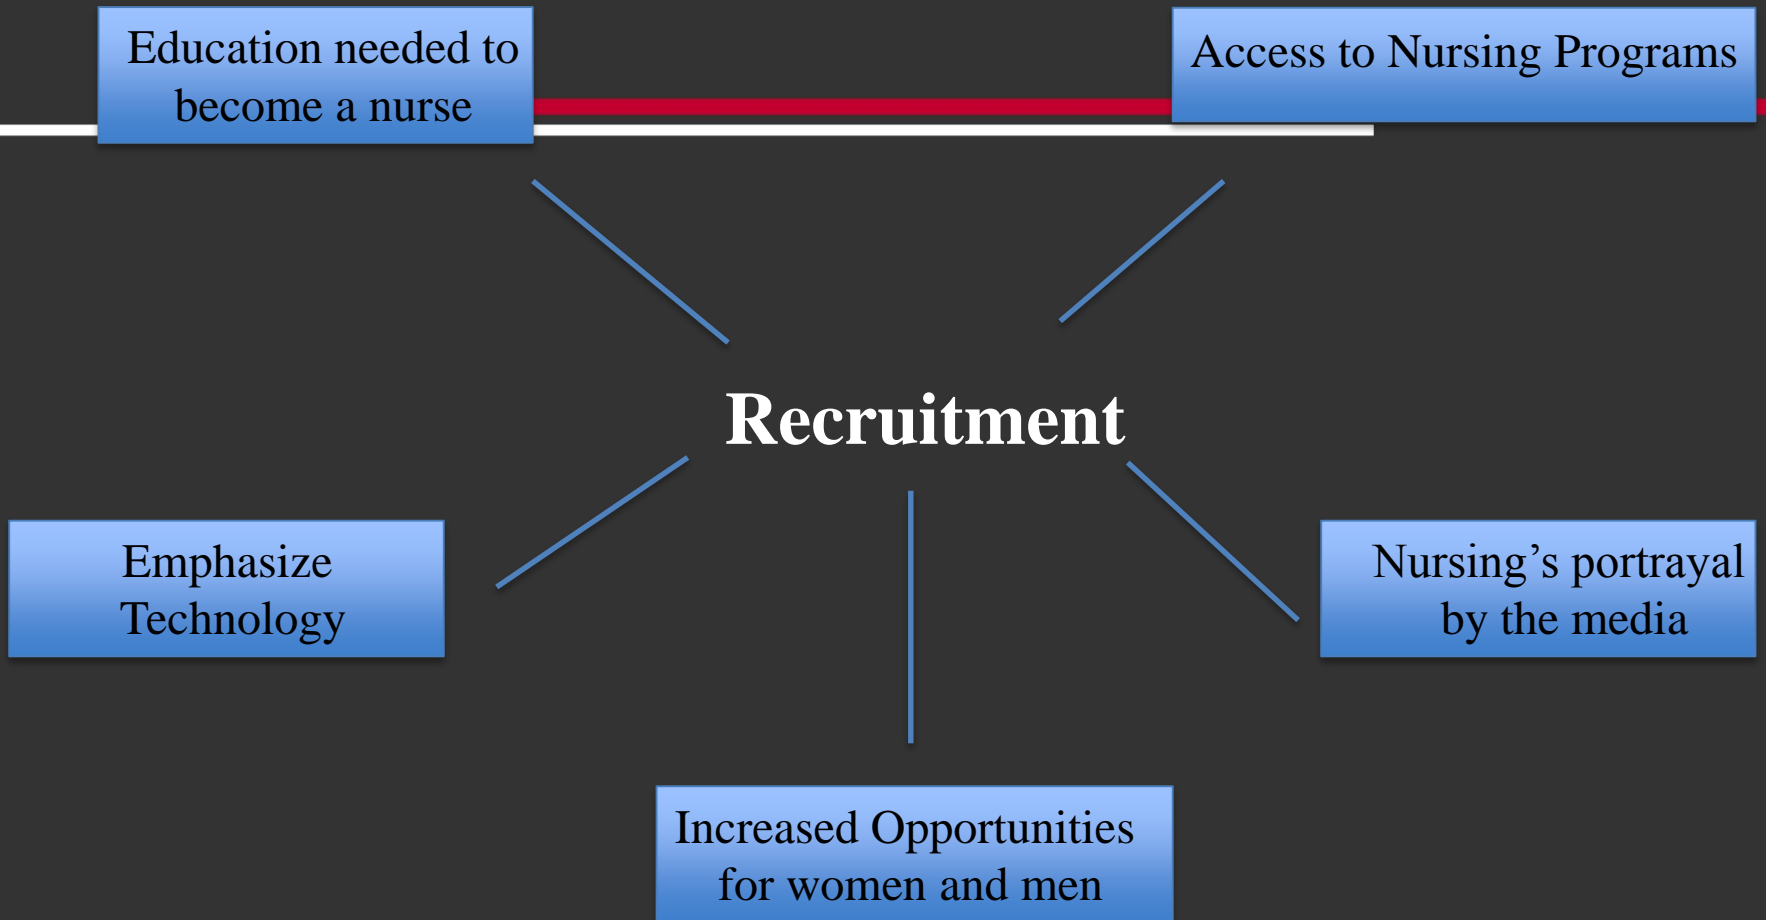 Education needed to
become a nurse
Access to Nursing Programs
Recruitment
Emphasize
Technology
Nursing’s portrayal
by the media
Increased Opportunities
for women and men